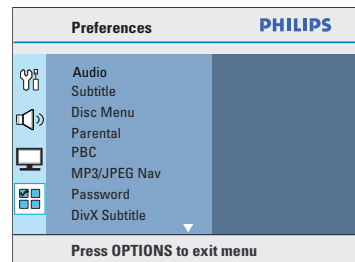 Preferences
PHILIPS
Audio
Subtitle
Disc Menu
Parental
PBC
MP3/JPEG Nav
Password
DivX Subtitle
Press OPTIONS to exit menu